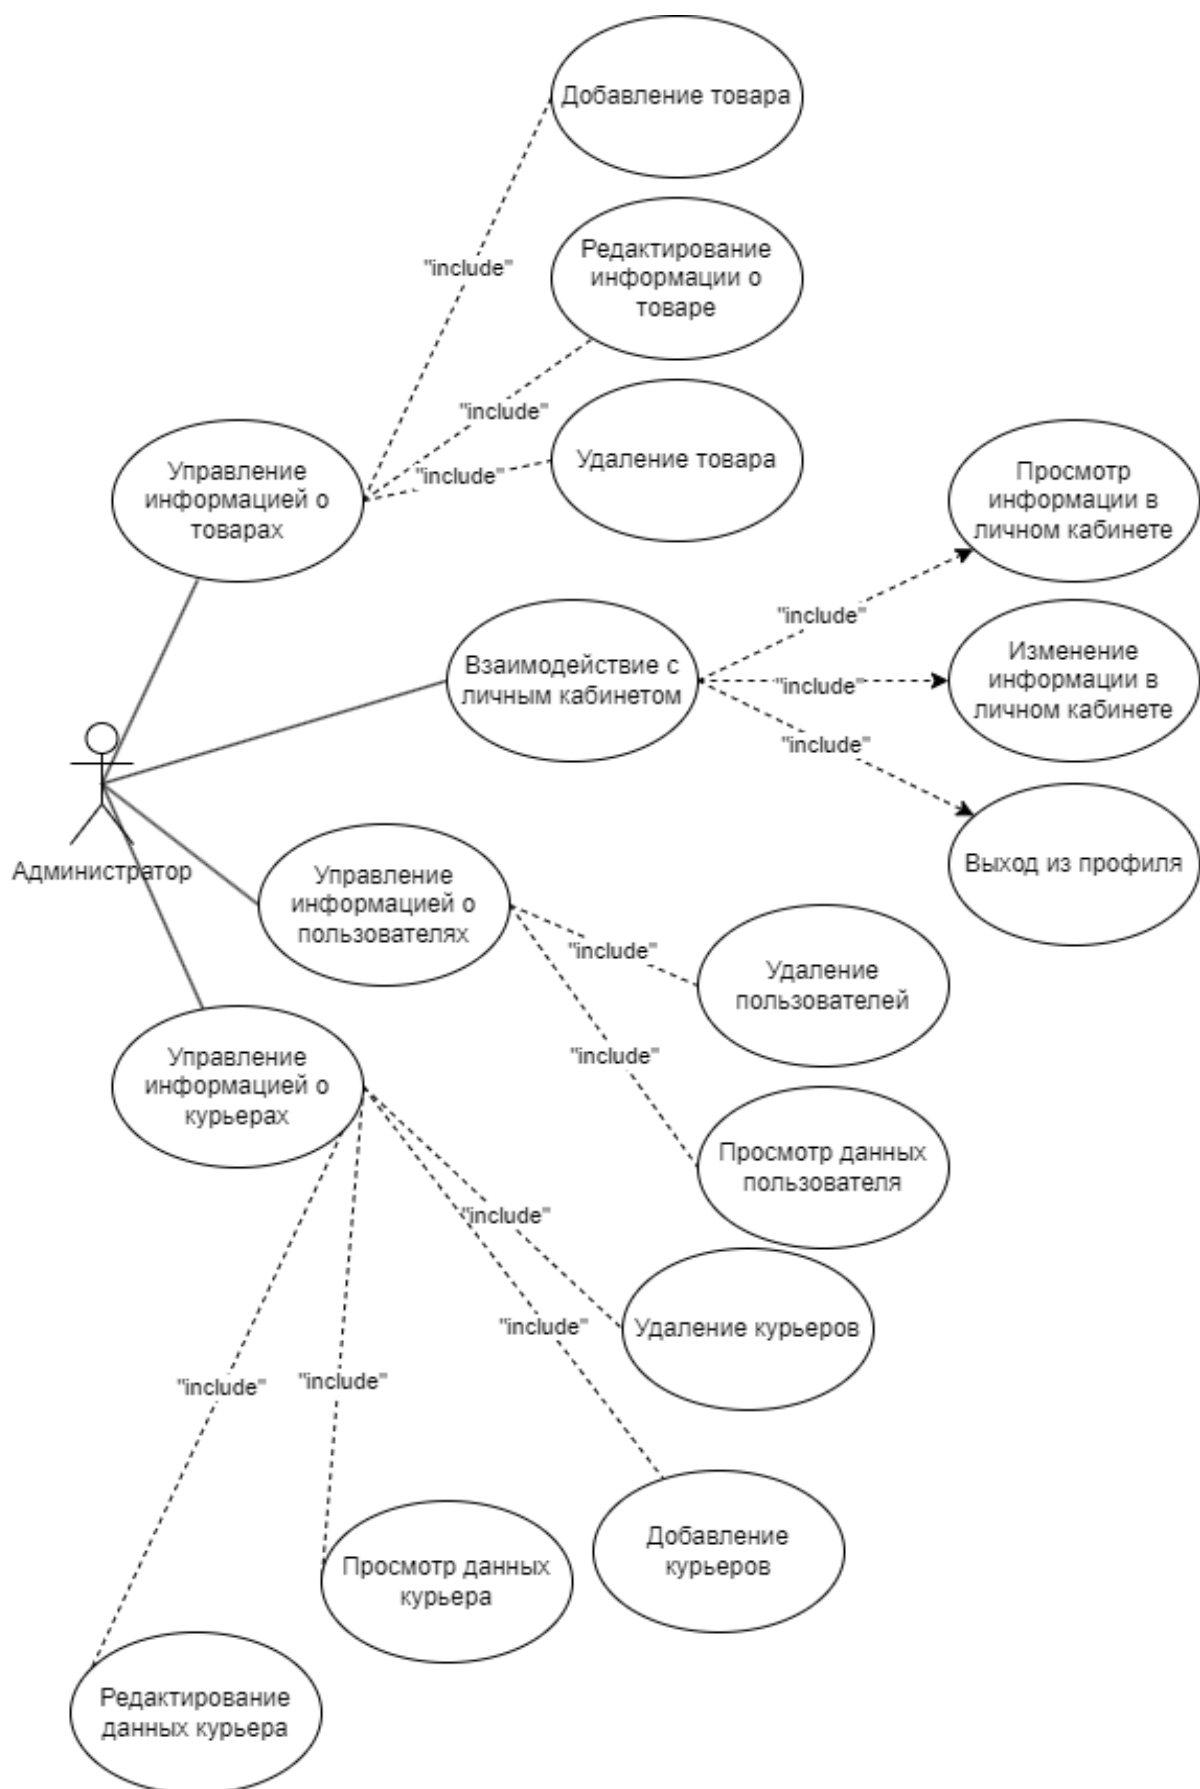 Добавление товара
Редактирование
информации о
товаре
"include"
"include"
Удаление товара
"include"
Управление
информацией о
товарах
Просмотр
информации в
личном кабинете
"include"
Взаимодействие с
личным кабинетом
"include"
Изменение
информации в
личном кабинете
"include"
Выход из профиля
Администратор
Управление
информацией о
пользователях
"include"
Удаление
пользователей
"include"
Управление
информацией о
курьерах
Просмотр данных
пользователя
"include"
"include"
Удаление курьеров
"include"
"include"
Добавление
курьеров
Просмотр данных
курьера
Редактирование
данных курьера